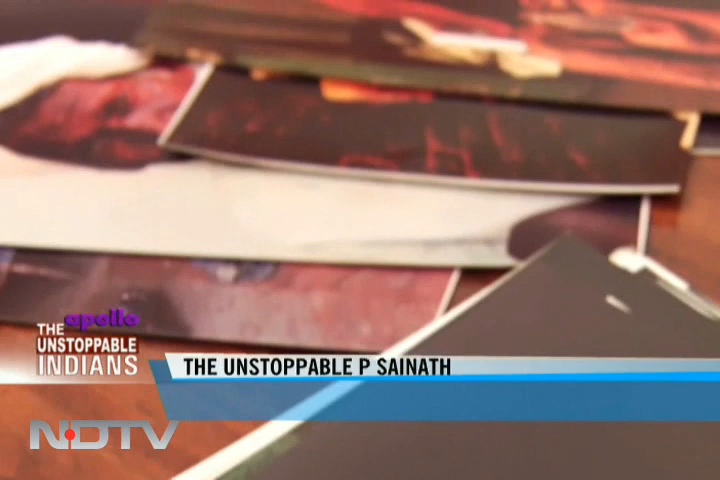 apollo
THE
UNSTOPPABLE
INDIANS
THE UNSTOPPABLE P SAINATH
NDTV